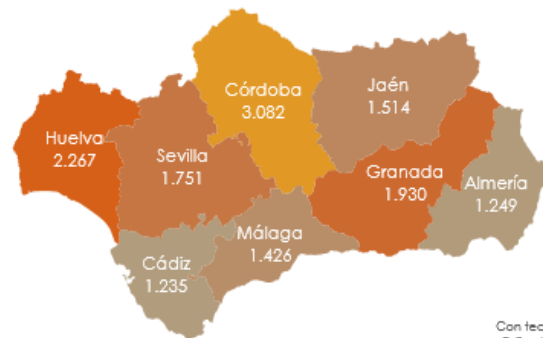 Córdoba
3.082
Jaén
1.514
Huelva
2.267
Sevilla
1.751
Granada
1.930
Almería
1.249
Málaga
1.426
Cádiz
1.235
Con tec